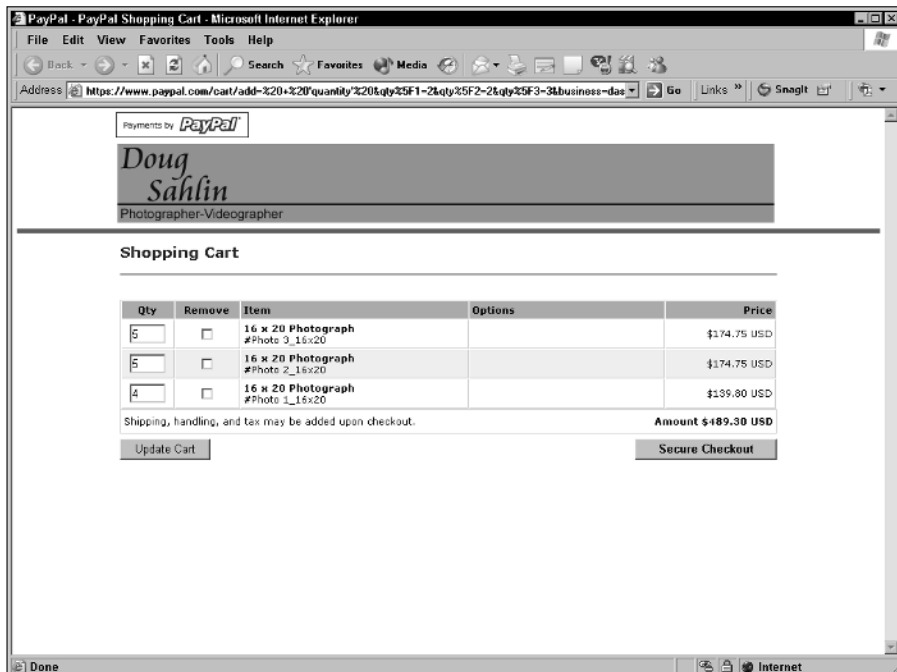 PayPal - PayPal Shopping Cart - Microsoft Internet Explorer
File Edit View Favorites Tools Help
Back Search Favorites Media
Address https://www.paypal.com/cart/add=%20+%20'quantity'%20&qty%5F1=2&qty%5F2=2&qty%5F3=3&business=das Go Links » SnagIt
Payments by PayPal
Doug
Sahlin
Photographer-Videographer
Shopping Cart
Qty Remove Item Options Price
5 16 x 20 Photograph $174.75 USD
#Photo 3_16x20
5 16 x 20 Photograph $174.75 USD
#Photo 2_16x20
4 16 x 20 Photograph $139.80 USD
#Photo 1_16x20
Shipping, handling, and tax may be added upon checkout. Amount $489.30 USD
Update Cart Secure Checkout
Done Internet